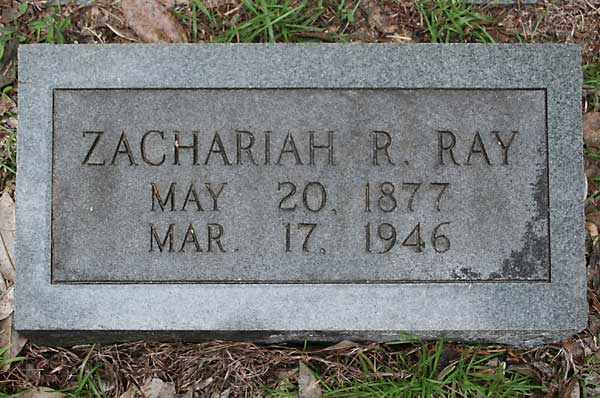 ZACHARIAH R. RAY
MAY 20, 1877
MAR. 17, 1946